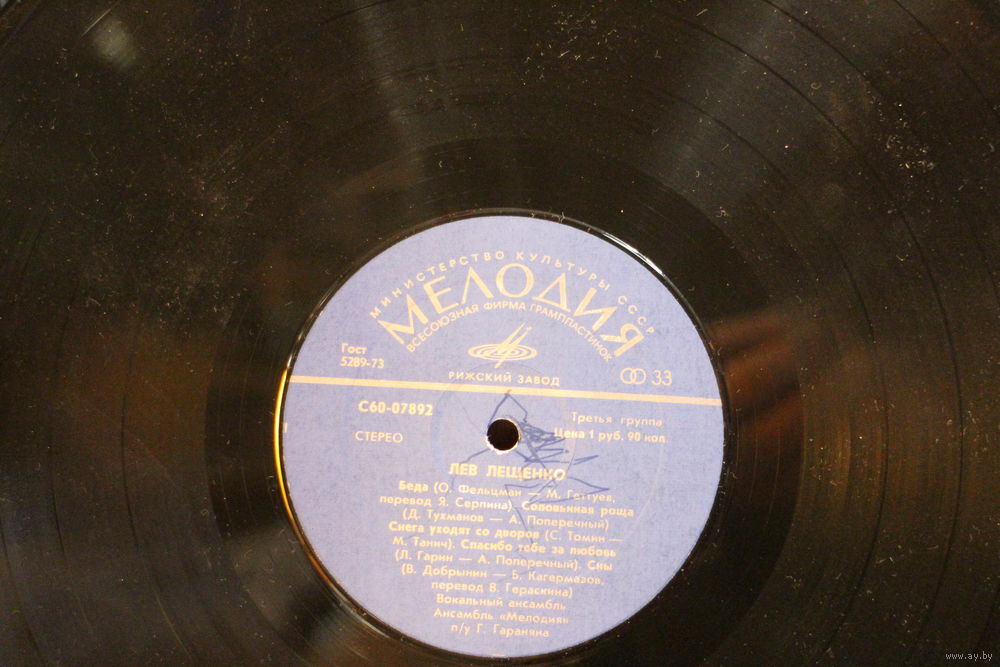 МИНИСТЕРСТВО КУЛЬТУРЫ СССР
МЕЛОДИЯ
ВСЕСОЮЗНАЯ ФИРМА ГРАМПЛАСТИНОК
Гост
5289-73
РИЖСКИЙ ЗАВОД
33
С60-07892
Третья группа
СТЕРЕО
Цена 1 руб. 90 коп.
ЛЕВ ЛЕЩЕНКО
Беда (О. Фельцман — М. Геттуев,
перевод Я. Серпина). Соловьиная роща
(Д. Тухманов — А. Поперечный)
Снега уходят со дворов (С. Томин —
М. Танич). Спасибо тебе за любовь
(Л. Гарин — А. Поперечный). Сны
(В. Добрынин — Б. Кагермазов,
перевод В. Гераскина)
Вокальный ансамбль
Ансамбль «Мелодия»
п/у Г. Гараняна
www.ay.by